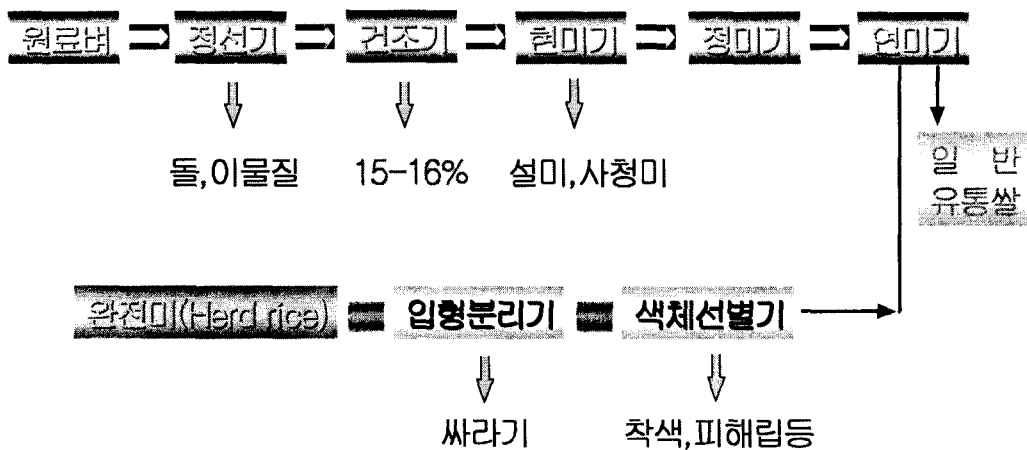 원료벼 정선기 건조기 현미기 정미기 연미기
돌,이물질 15-16% 설미,사청미
일 반
유통쌀
완전미(Herd rice) 입형분리기 색체선별기
싸라기 착색,피해립등